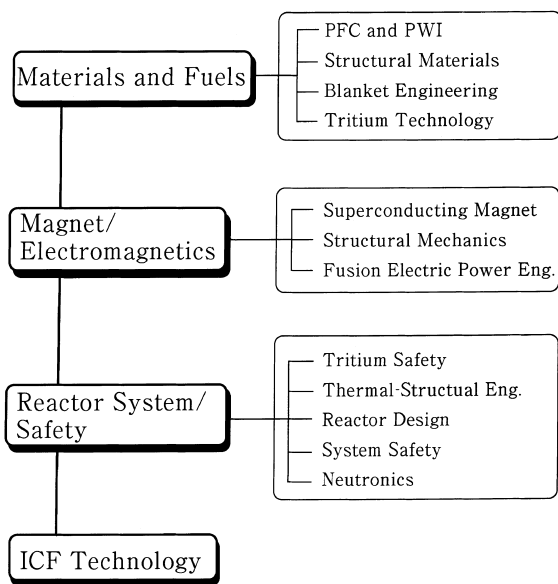 Materials and Fuels
PFC and PWI
Structural Materials
Blanket Engineering
Tritium Technology
Magnet/
Electromagnetics
Superconducting Magnet
Structural Mechanics
Fusion Electric Power Eng.
Reactor System/
Safety
Tritium Safety
Thermal-Structual Eng.
Reactor Design
System Safety
Neutronics
ICF Technology